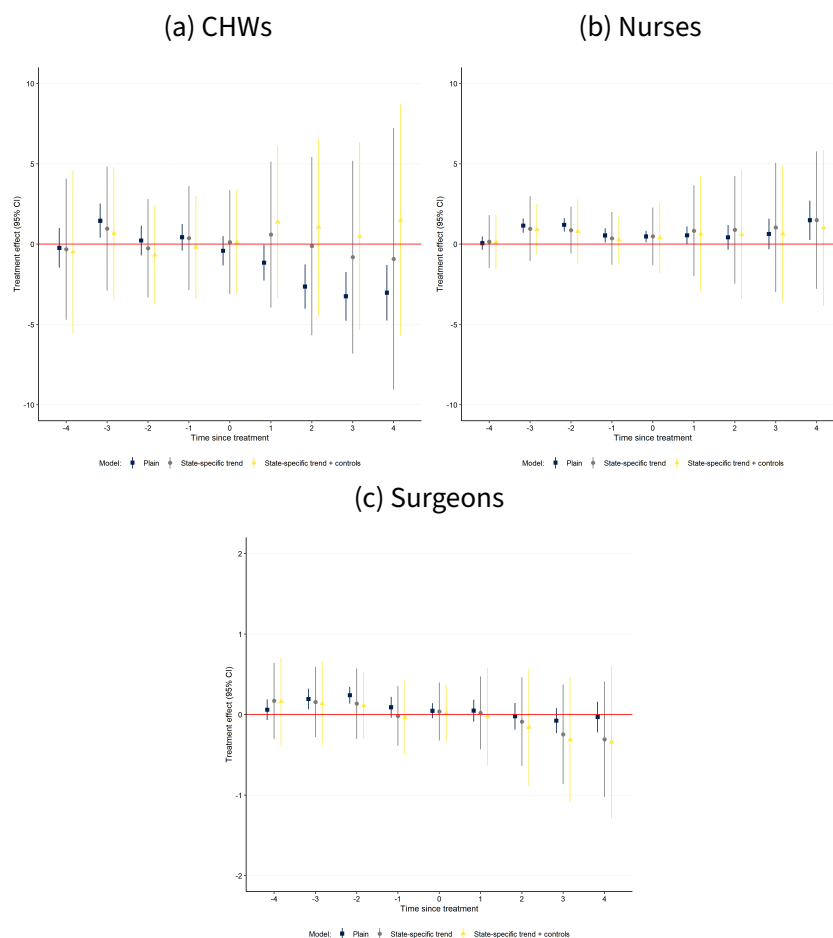 (a) CHWs
(b) Nurses
10
5
0
-5
-10
Treatment effect (95% CI)
-4 -3 -2 -1 0 1 2 3 4
Time since treatment
Model: Plain State-specific trend State-specific trend + controls
10
5
0
-5
-10
Treatment effect (95% CI)
-4 -3 -2 -1 0 1 2 3 4
Time since treatment
Model: Plain State-specific trend State-specific trend + controls
(c) Surgeons
2
1
0
-1
-2
Treatment effect (95% CI)
-4 -3 -2 -1 0 1 2 3 4
Time since treatment
Model: Plain State-specific trend State-specific trend + controls